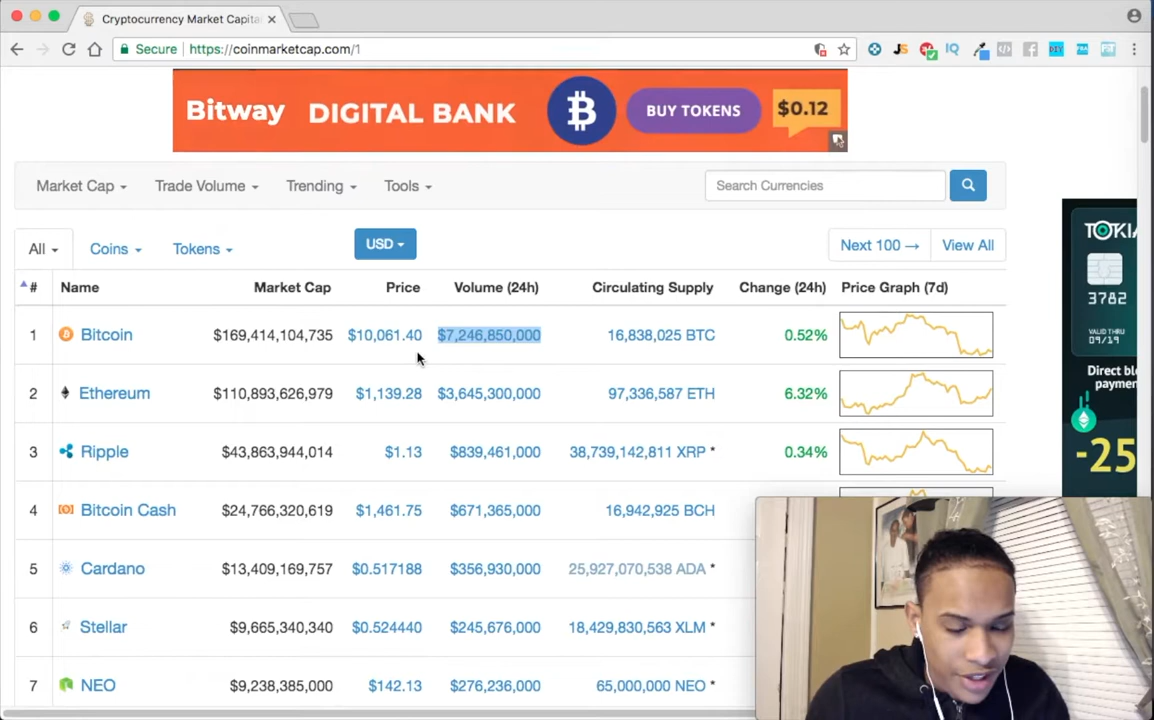 Cryptocurrency Market Capital
Secure https://coinmarketcap.com/1
JS IQ
Bitway DIGITAL BANK BUY TOKENS $0.12
Market Cap Trade Volume Trending Tools Search Currencies
All Coins Tokens USD Next 100 → View All
# Name Market Cap Price Volume (24h) Circulating Supply Change (24h) Price Graph (7d)
1 Bitcoin $169,414,104,735 $10,061.40 $7,246,850,000 16,838,025 BTC 0.52%
2 Ethereum $110,893,626,979 $1,139.28 $3,645,300,000 97,336,587 ETH 6.32%
3 Ripple $43,863,944,014 $1.13 $839,461,000 38,739,142,811 XRP * 0.34%
4 Bitcoin Cash $24,766,320,619 $1,461.75 $671,365,000 16,942,925 BCH
5 Cardano $13,409,169,757 $0.517188 $356,930,000 25,927,070,538 ADA *
6 Stellar $9,665,340,340 $0.524440 $245,676,000 18,429,830,563 XLM *
7 NEO $9,238,385,000 $142.13 $276,236,000 65,000,000 NEO *
TOKIA
3782
VALID THRU
09/19
Direct bl
paymen
-25